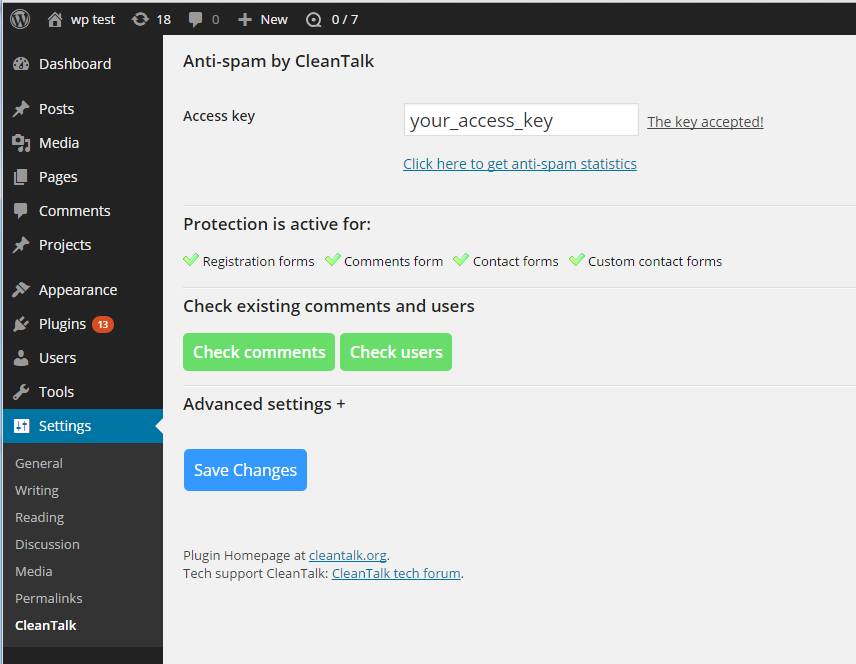 wp test 18 0 New 0 / 7
Dashboard
Posts
Media
Pages
Comments
Projects
Appearance
Plugins 13
Users
Tools
Settings
General
Writing
Reading
Discussion
Media
Permalinks
CleanTalk
Anti-spam by CleanTalk
Access key your_access_key The key accepted!
Click here to get anti-spam statistics
Protection is active for:
Registration forms Comments form Contact forms Custom contact forms
Check existing comments and users
Check comments Check users
Advanced settings +
Save Changes
Plugin Homepage at cleantalk.org.
Tech support CleanTalk: CleanTalk tech forum.